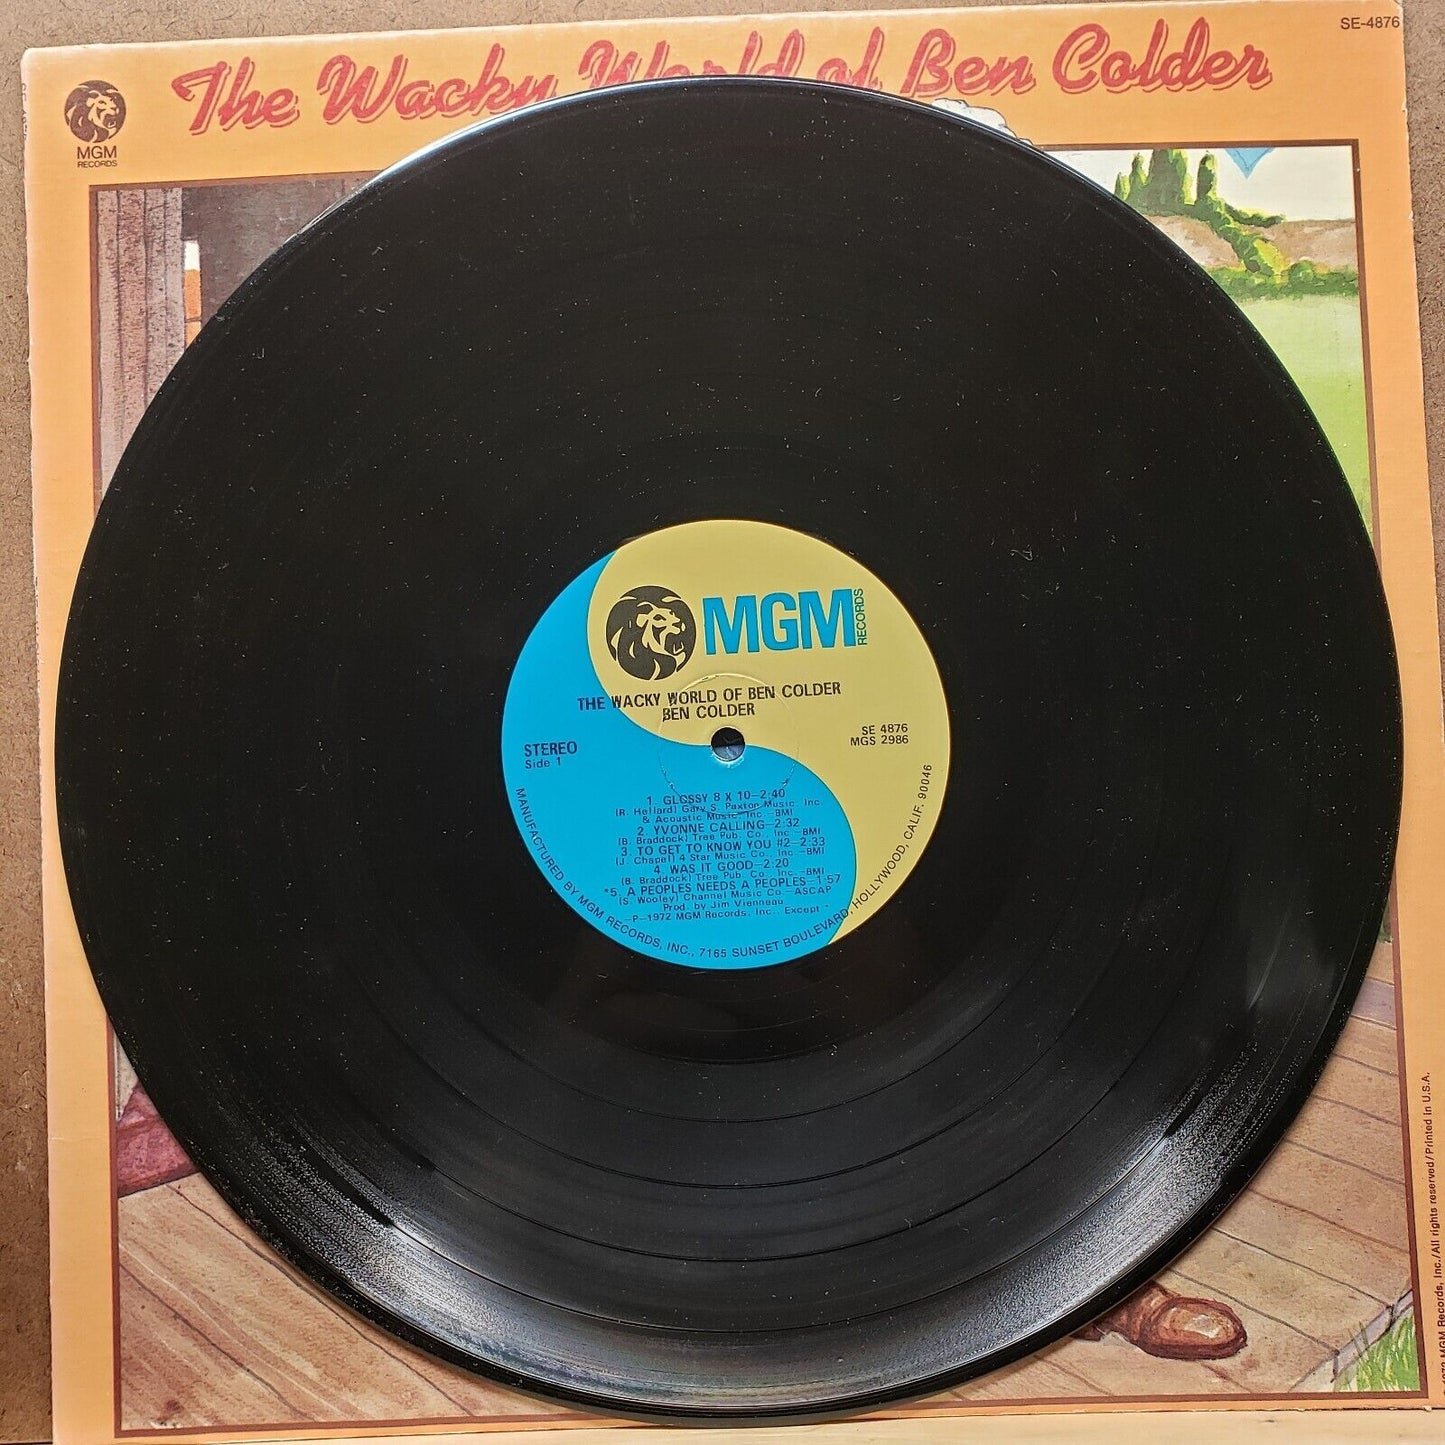 SE-4876
The Wacky World of Ben Colder
MGM
RECORDS
MGM
RECORDS
THE WACKY WORLD OF BEN COLDER
BEN COLDER
STEREO
Side 1
SE 4876
MGS 2986
1. GLOSSY 8 X 10—2:40
(R. Hellard) Gary S. Paxton Music, Inc.
& Acoustic Music, Inc.—BMI
2. YVONNE CALLING—2:32
(B. Braddock) Tree Pub. Co., Inc.—BMI
3. TO GET TO KNOW YOU #2—2:33
(J. Chapel) 4 Star Music Co., Inc.—BMI
4. WAS IT GOOD—2:20
(B. Braddock) Tree Pub. Co., Inc.—BMI
*5. A PEOPLES NEEDS A PEOPLES—1:57
(S. Wooley) Channel Music Co.—ASCAP
Prod. by Jim Vienneau
—P—1972 MGM Records, Inc., Except *
MANUFACTURED BY MGM RECORDS, INC., 7165 SUNSET BOULEVARD, HOLLYWOOD, CALIF. 90046
MGM Records, Inc./All rights reserved/Printed in U.S.A.